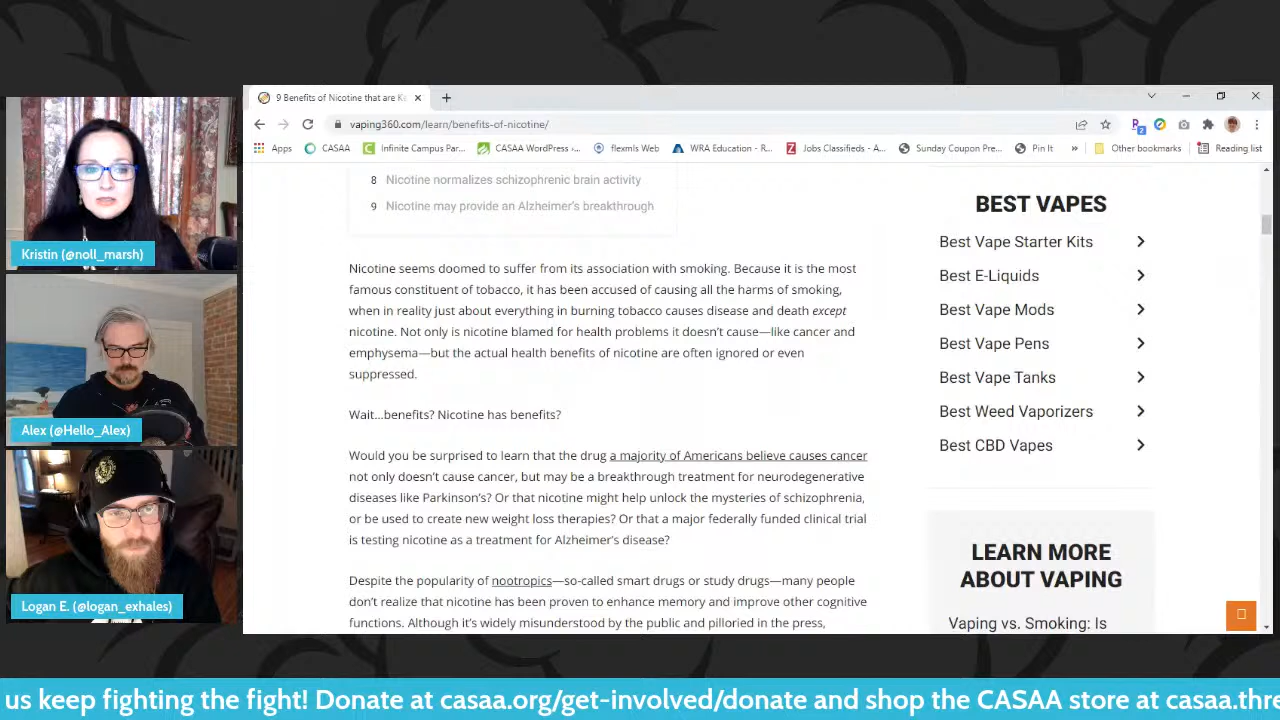 9 Benefits of Nicotine that are
vaping360.com/learn/benefits-of-nicotine/
Apps
CASAA
Infinite Campus Par...
CASAA WordPress ›...
flexmls Web
WRA Education - R...
Jobs Classifieds - A...
Sunday Coupon Pre...
Pin It
»
Other bookmarks
Reading list
Kristin (@noll_marsh)
Alex (@Hello_Alex)
Logan E. (@logan_exhales)
8 Nicotine normalizes schizophrenic brain activity
9 Nicotine may provide an Alzheimer's breakthrough
Nicotine seems doomed to suffer from its association with smoking. Because it is the most
famous constituent of tobacco, it has been accused of causing all the harms of smoking,
when in reality just about everything in burning tobacco causes disease and death except
nicotine. Not only is nicotine blamed for health problems it doesn't cause—like cancer and
emphysema—but the actual health benefits of nicotine are often ignored or even
suppressed.
Wait...benefits? Nicotine has benefits?
Would you be surprised to learn that the drug a majority of Americans believe causes cancer
not only doesn't cause cancer, but may be a breakthrough treatment for neurodegenerative
diseases like Parkinson's? Or that nicotine might help unlock the mysteries of schizophrenia,
or be used to create new weight loss therapies? Or that a major federally funded clinical trial
is testing nicotine as a treatment for Alzheimer's disease?
Despite the popularity of nootropics—so-called smart drugs or study drugs—many people
don't realize that nicotine has been proven to enhance memory and improve other cognitive
functions. Although it's widely misunderstood by the public and pilloried in the press,
BEST VAPES
Best Vape Starter Kits
Best E-Liquids
Best Vape Mods
Best Vape Pens
Best Vape Tanks
Best Weed Vaporizers
Best CBD Vapes
LEARN MORE
ABOUT VAPING
Vaping vs. Smoking: Is
us keep fighting the fight! Donate at casaa.org/get-involved/donate and shop the CASAA store at casaa.thre